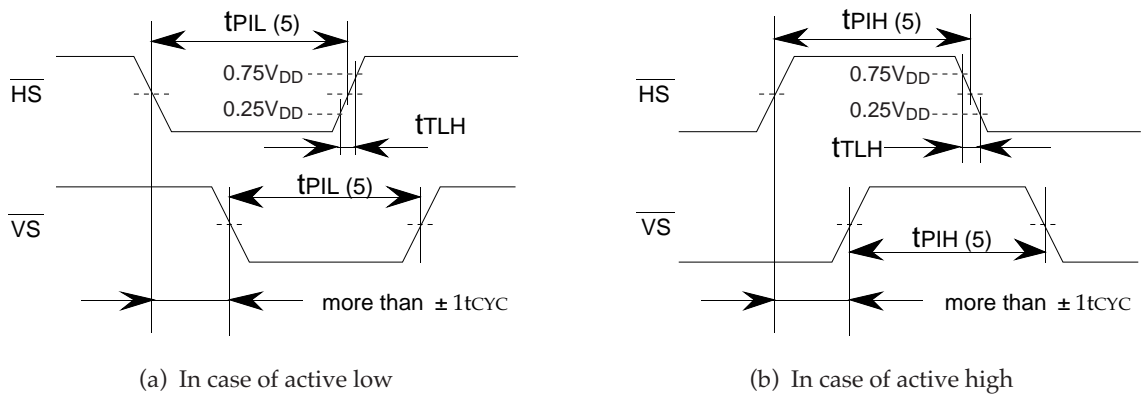 tPIL (5)
HS
0.75VDD
0.25VDD
tTLH
tPIL (5)
VS
more than ± 1tCYC
(a) In case of active low
tPIH (5)
HS
0.75VDD
0.25VDD
tTLH
VS
tPIH (5)
more than ± 1tCYC
(b) In case of active high